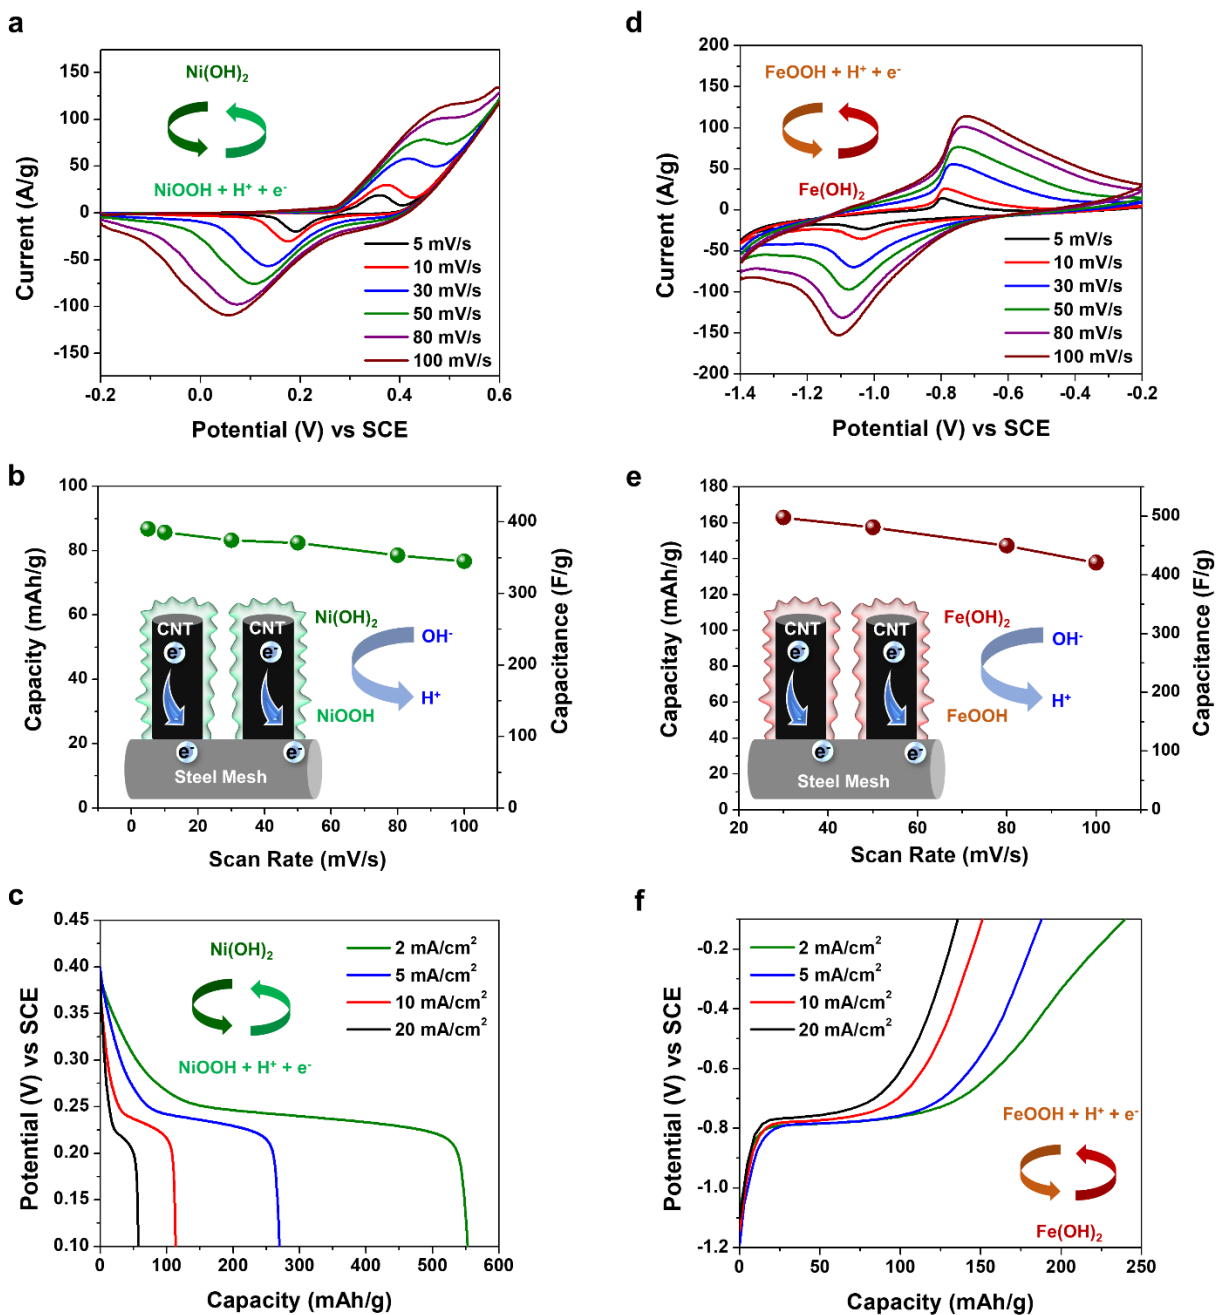 a
150
100
50
0
-50
-100
-150
Current (A/g)
Ni(OH)₂
NiOOH + H⁺ + e⁻
5 mV/s
10 mV/s
30 mV/s
50 mV/s
80 mV/s
100 mV/s
-0.2 0.0 0.2 0.4 0.6
Potential (V) vs SCE
d
200
150
100
50
0
-50
-100
-150
-200
Current (A/g)
FeOOH + H⁺ + e⁻
Fe(OH)₂
5 mV/s
10 mV/s
30 mV/s
50 mV/s
80 mV/s
100 mV/s
-1.4 -1.2 -1.0 -0.8 -0.6 -0.4 -0.2
Potential (V) vs SCE
b
100
80
60
40
20
0
Capacity (mAh/g)
400
300
200
100
0
Capacitance (F/g)
CNT CNT
Ni(OH)₂
e⁻ e⁻
OH⁻
H⁺
NiOOH
e⁻ e⁻
Steel Mesh
0 20 40 60 80 100
Scan Rate (mV/s)
e
180
160
140
120
100
80
60
40
20
0
Capacitay (mAh/g)
500
400
300
200
100
0
Capacitance (F/g)
CNT CNT
Fe(OH)₂
e⁻ e⁻
OH⁻
H⁺
FeOOH
e⁻ e⁻
Steel Mesh
20 40 60 80 100
Scan Rate (mV/s)
c
0.45
0.40
0.35
0.30
0.25
0.20
0.15
0.10
Potential (V) vs SCE
Ni(OH)₂
NiOOH + H⁺ + e⁻
2 mA/cm²
5 mA/cm²
10 mA/cm²
20 mA/cm²
0 100 200 300 400 500 600
Capacity (mAh/g)
f
-0.2
-0.4
-0.6
-0.8
-1.0
-1.2
Potential (V) vs SCE
2 mA/cm²
5 mA/cm²
10 mA/cm²
20 mA/cm²
FeOOH + H⁺ + e⁻
Fe(OH)₂
0 50 100 150 200 250
Capacity (mAh/g)